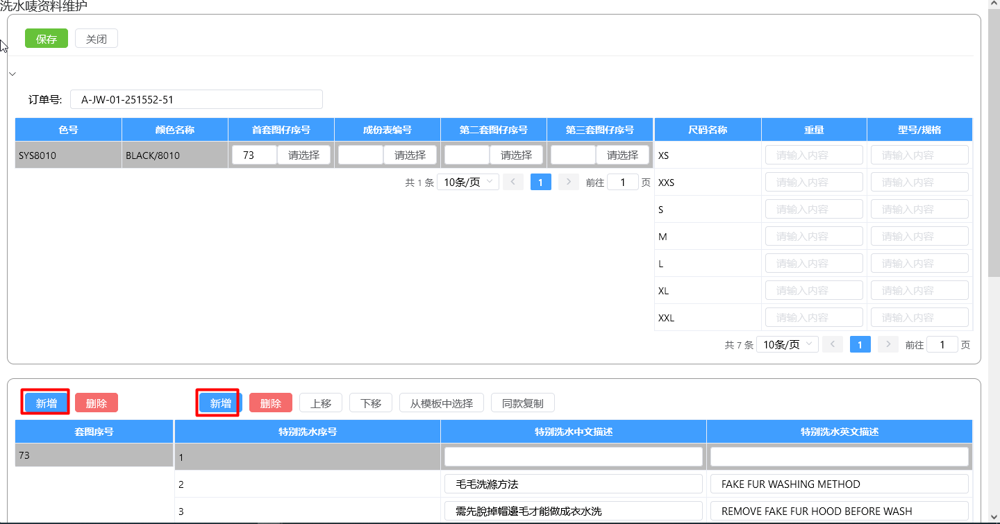 洗水唛资料维护
保存 关闭
订单号: A-JW-01-251552-51
色号 颜色名称 首套图仔序号 成份表编号 第二套图仔序号 第三套图仔序号 尺码名称 重量 型号/规格
SYS8010 BLACK/8010 73 请选择 请选择 请选择 请选择 XS 请输入内容 请输入内容
共 1 条 10条/页 < 1 > 前往 1 页 XXS 请输入内容 请输入内容
S 请输入内容 请输入内容
M 请输入内容 请输入内容
L 请输入内容 请输入内容
XL 请输入内容 请输入内容
XXL 请输入内容 请输入内容
共 7 条 10条/页 < 1 > 前往 1 页
新增 删除 新增 删除 上移 下移 从模板中选择 同款复制
套图序号 特别洗水序号 特别洗水中文描述 特别洗水英文描述
73 1
2 毛毛洗滌方法 FAKE FUR WASHING METHOD
3 需先脫掉帽邊毛才能做成衣水洗 REMOVE FAKE FUR HOOD BEFORE WASH